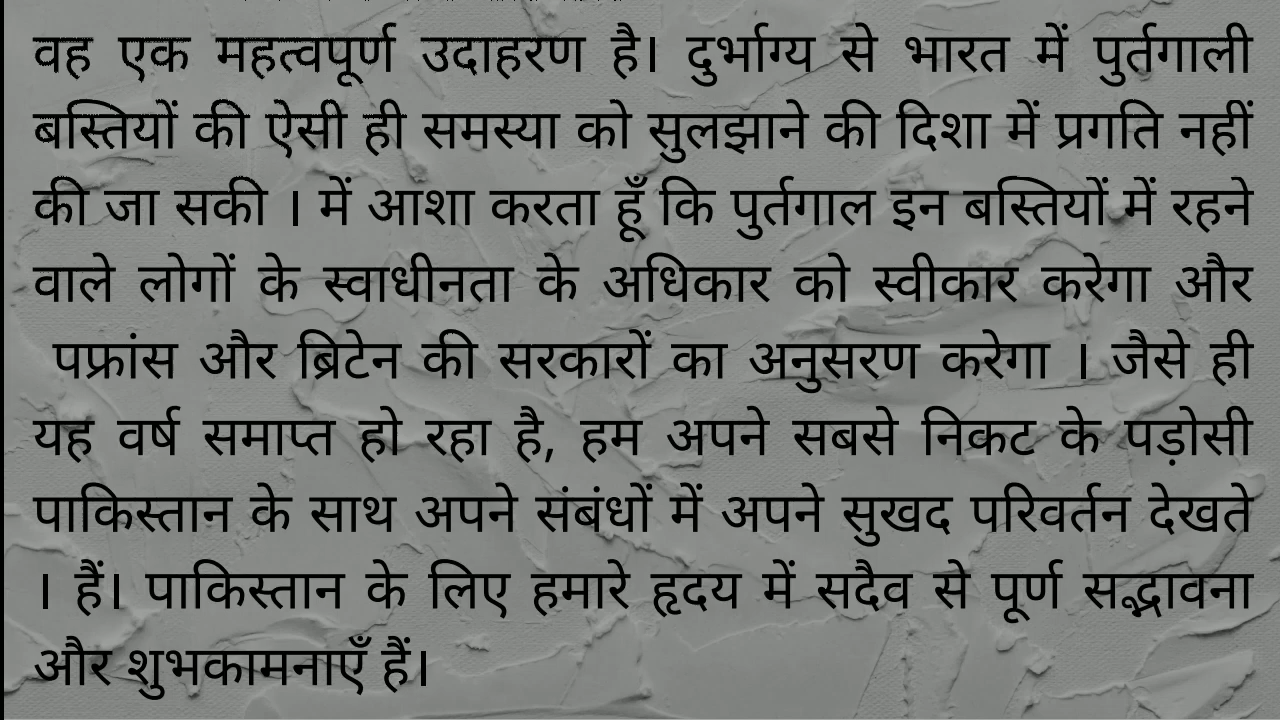 वह एक महत्वपूर्ण उदाहरण है। दुर्भाग्य से भारत में पुर्तगाली
बस्तियों की ऐसी ही समस्या को सुलझाने की दिशा में प्रगति नहीं
की जा सकी । में आशा करता हूँ कि पुर्तगाल इन बस्तियों में रहने
वाले लोगों के स्वाधीनता के अधिकार को स्वीकार करेगा और
पफ्रांस और ब्रिटेन की सरकारों का अनुसरण करेगा । जैसे ही
यह वर्ष समाप्त हो रहा है, हम अपने सबसे निकट के पड़ोसी
पाकिस्तान के साथ अपने संबंधों में अपने सुखद परिवर्तन देखते
। हैं। पाकिस्तान के लिए हमारे हृदय में सदैव से पूर्ण सद्भावना
और शुभकामनाएँ हैं।